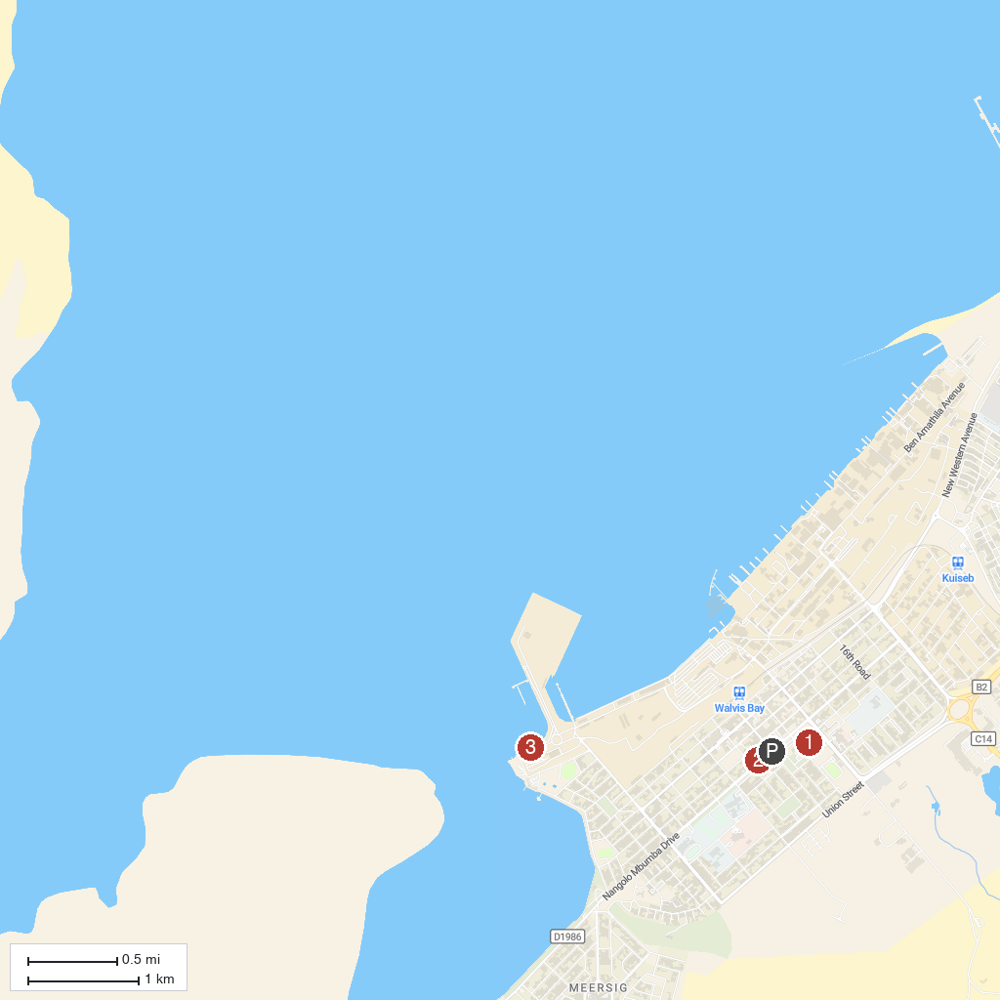 Ben Amathila Avenue
New Western Avenue
Kuiseb
16th Road
B2
Walvis Bay
C14
1
P
3
2
Union Street
Nangolo Mbumba Drive
D1986
0.5 mi
1 km
MEERSIG